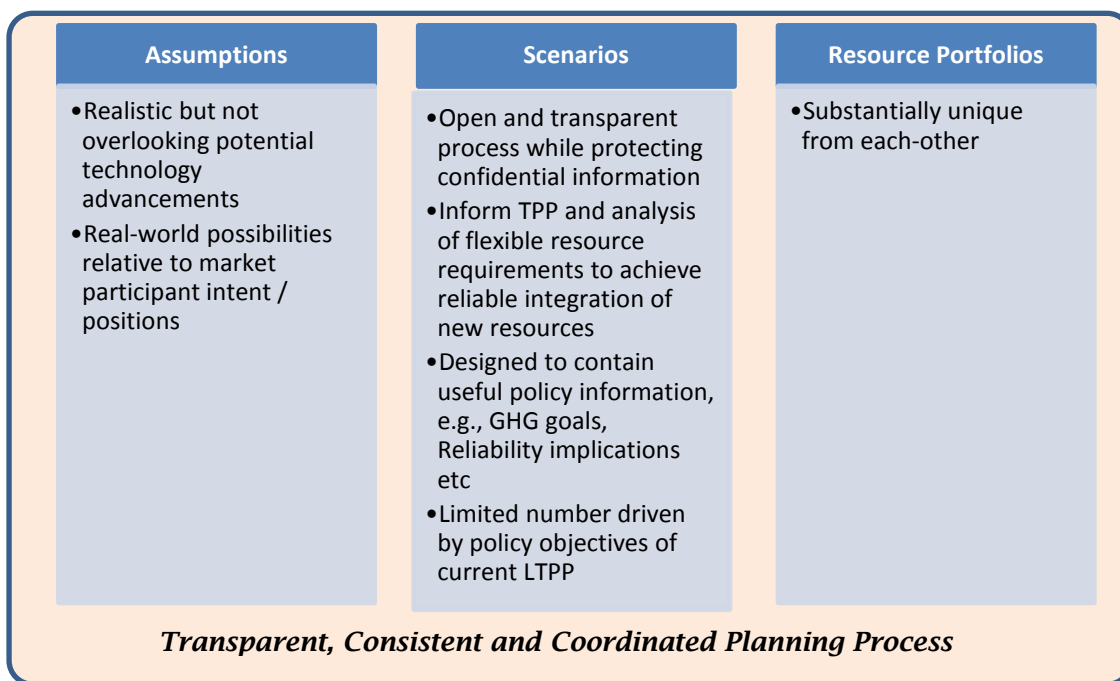 Assumptions
•Realistic but not
overlooking potential
technology
advancements
•Real-world possibilities
relative to market
participant intent /
positions
Scenarios
•Open and transparent
process while protecting
confidential information
•Inform TPP and analysis
of flexible resource
requirements to achieve
reliable integration of
new resources
•Designed to contain
useful policy information,
e.g., GHG goals,
Reliability implications
etc
•Limited number driven
by policy objectives of
current LTPP
Resource Portfolios
•Substantially unique
from each-other
Transparent, Consistent and Coordinated Planning Process